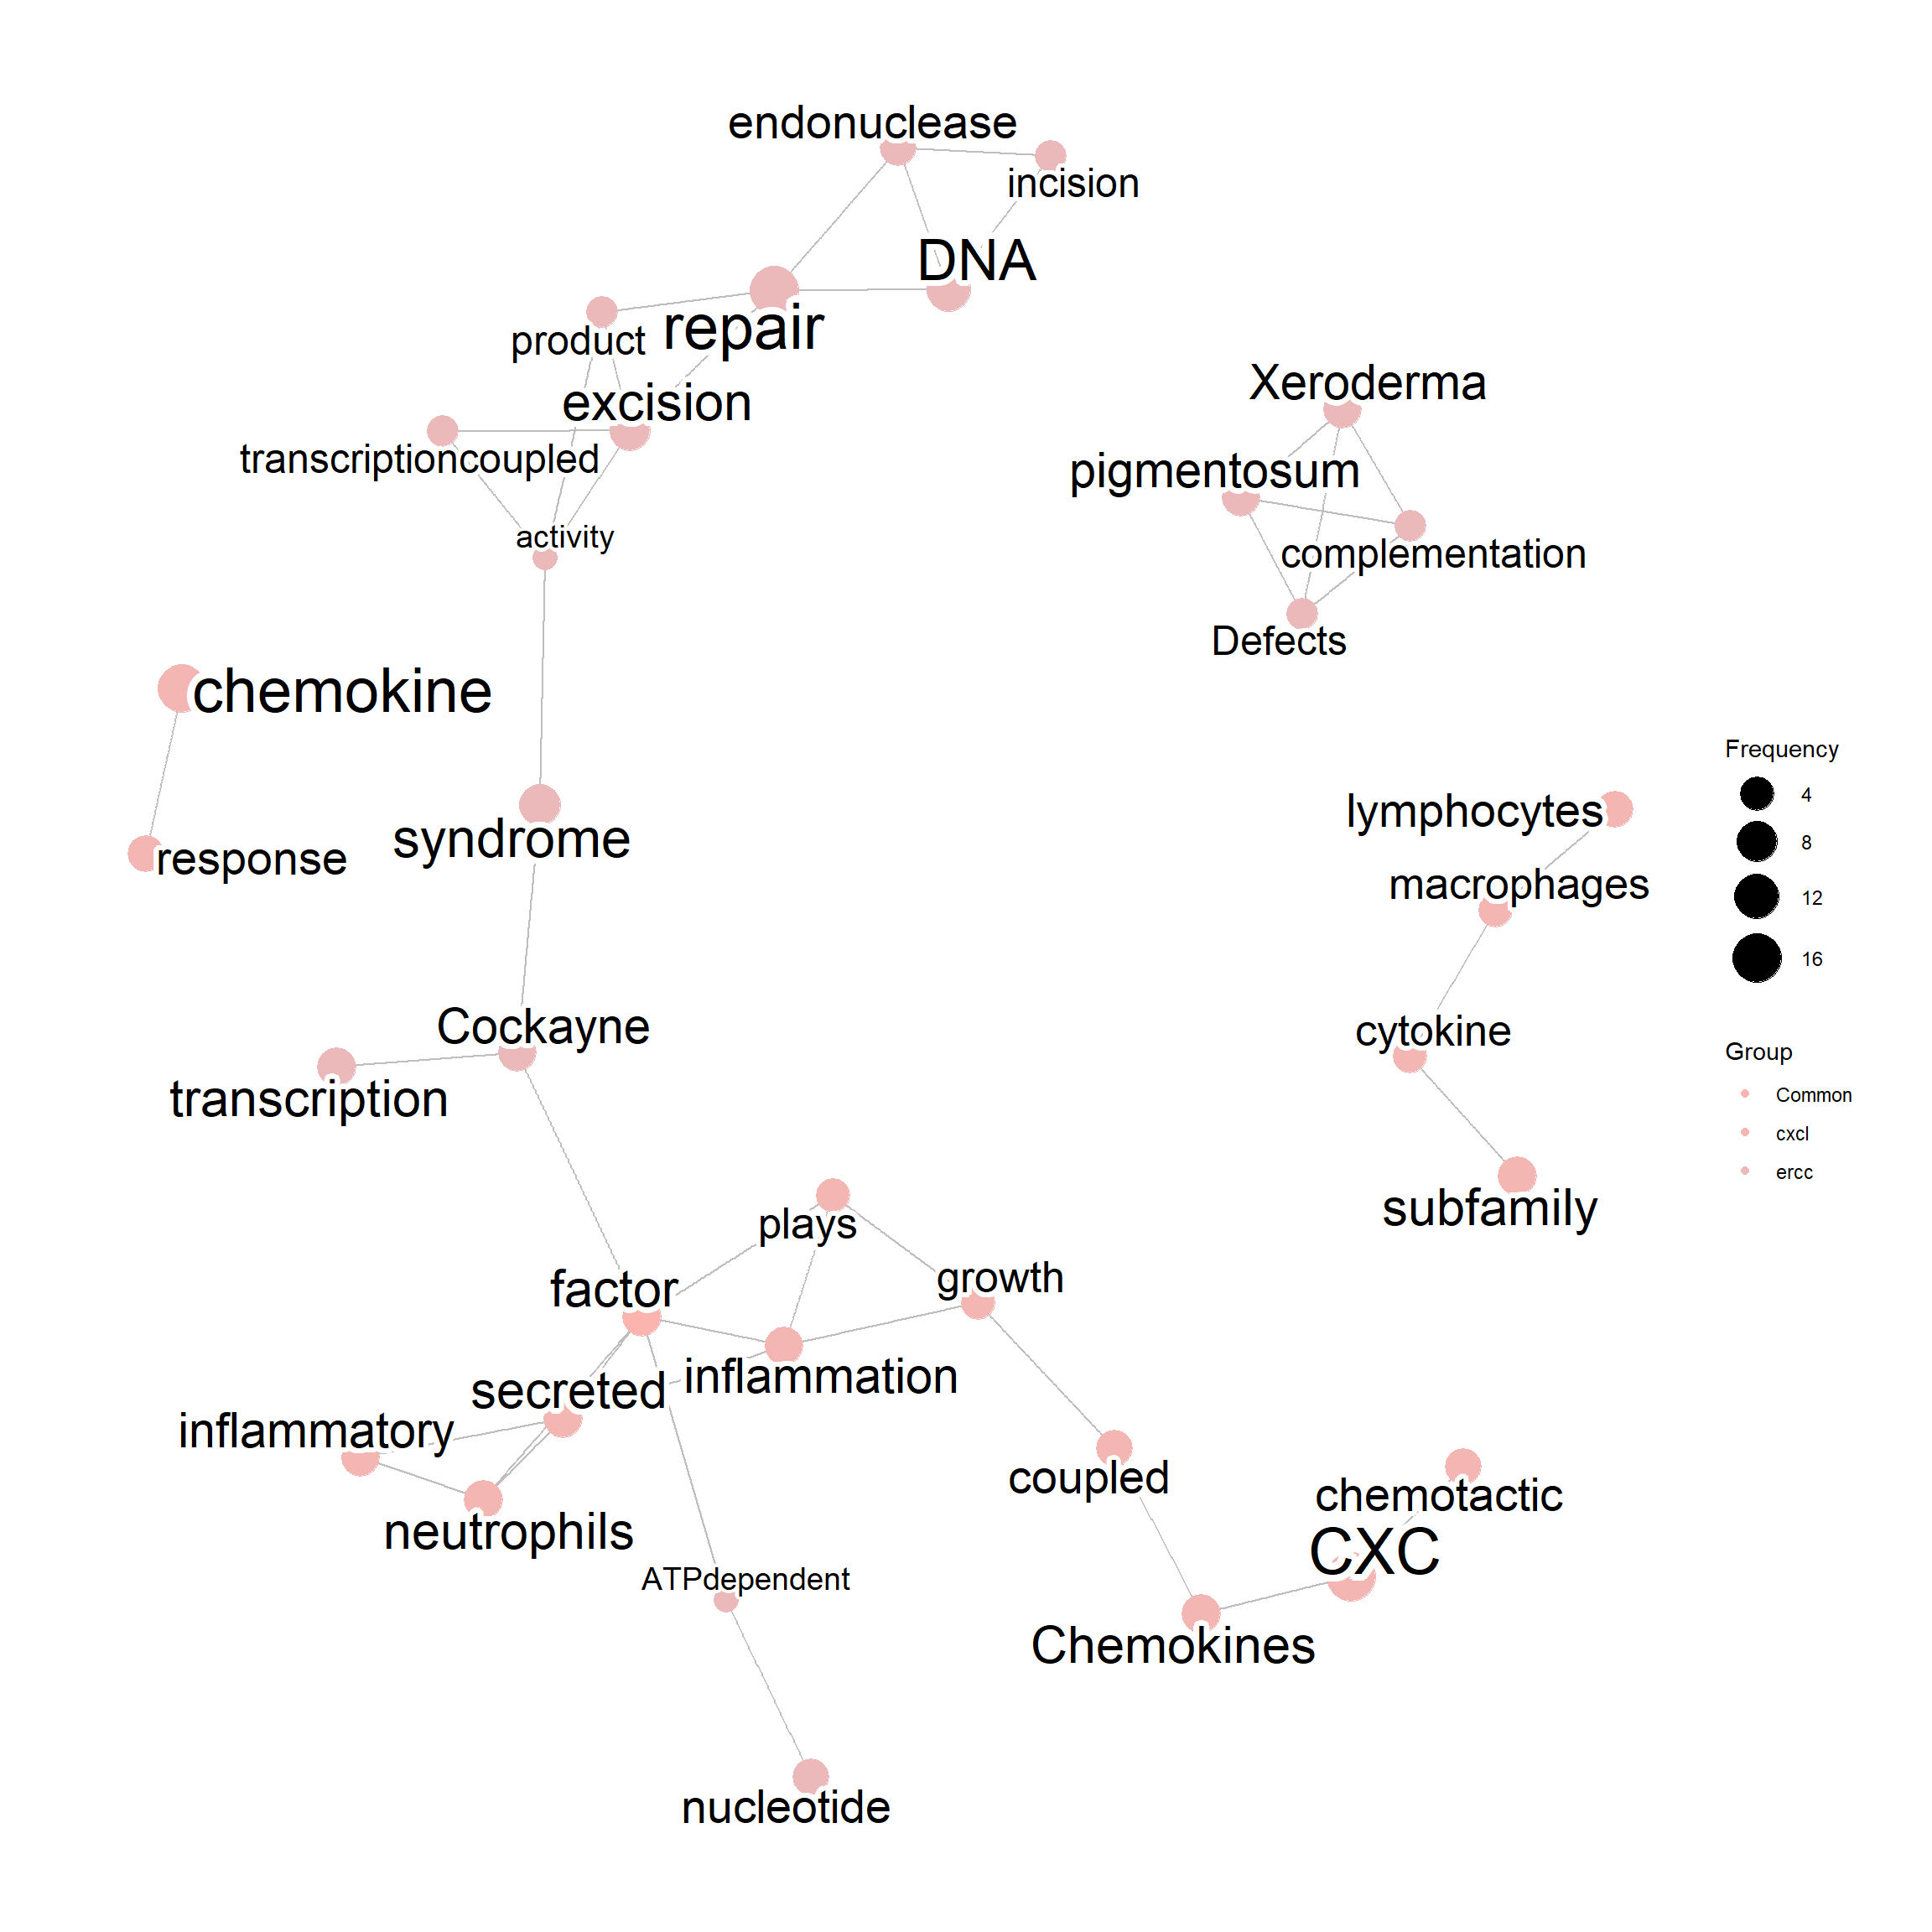 endonuclease
incision
DNA
repair
product
excision
transcriptioncoupled
activity
Xeroderma
pigmentosum
complementation
Defects
chemokine
response
syndrome
Frequency
4
8
12
16
lymphocytes
macrophages
cytokine
subfamily
Group
Common
cxcl
ercc
Cockayne
transcription
plays
growth
factor
inflammation
secreted
inflammatory
neutrophils
coupled
chemotactic
CXC
ATPdependent
Chemokines
nucleotide